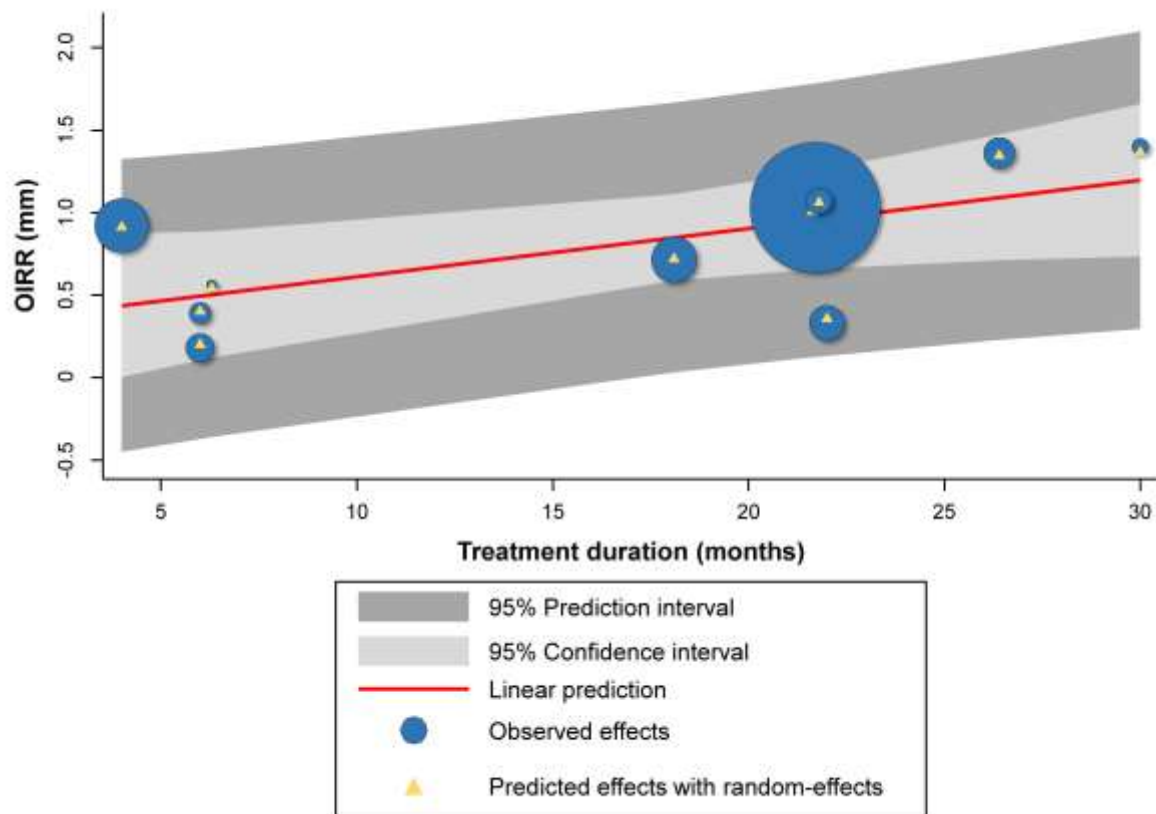 2.0
1.5
1.0
0.5
0
-0.5
OIRR (mm)
5 10 15 20 25 30
Treatment duration (months)
95% Prediction interval
95% Confidence interval
Linear prediction
Observed effects
Predicted effects with random-effects